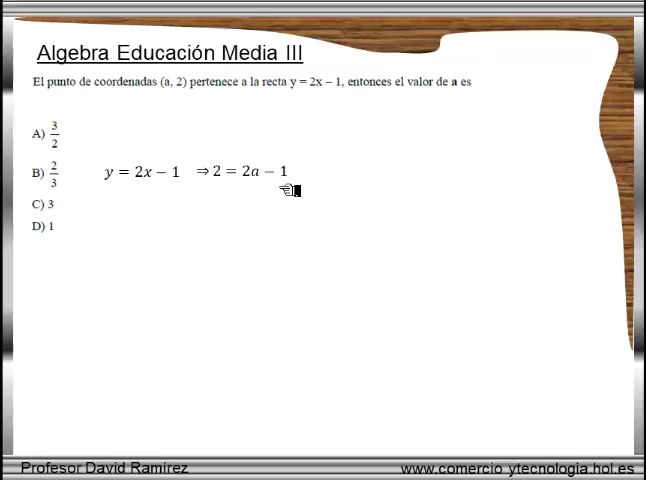 Algebra Educación Media III
El punto de coordenadas (a, 2) pertenece a la recta y = 2x – 1, entonces el valor de a es
A) 3/2
B) 2/3 y = 2x − 1 ⇒ 2 = 2a − 1
C) 3
D) 1
Profesor David Ramírez www.comercio ytecnologia.hol.es